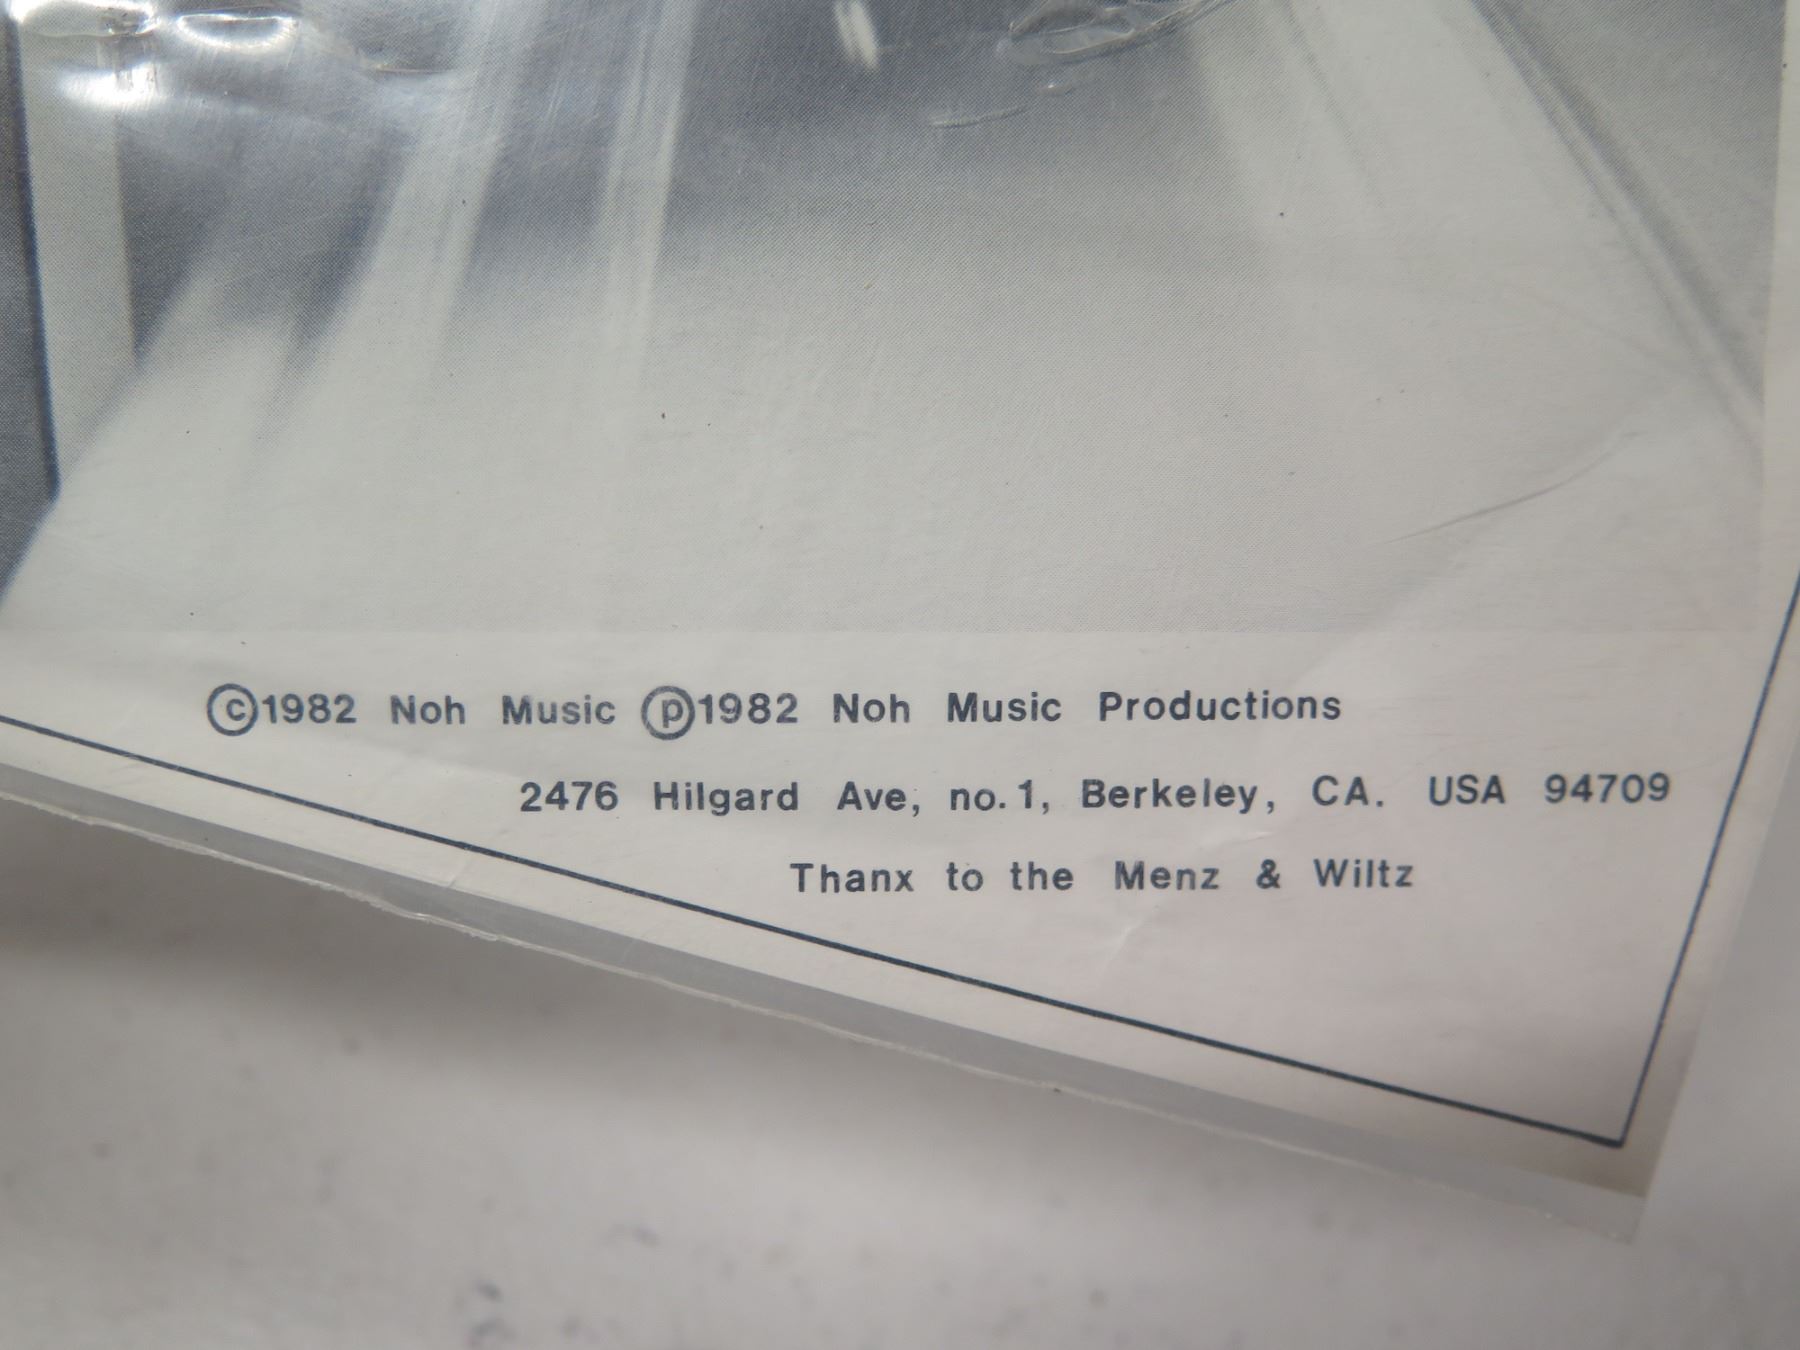 ©1982 Noh Music ℗1982 Noh Music Productions
2476 Hilgard Ave, no.1, Berkeley, CA. USA 94709
Thanx to the Menz & Wiltz